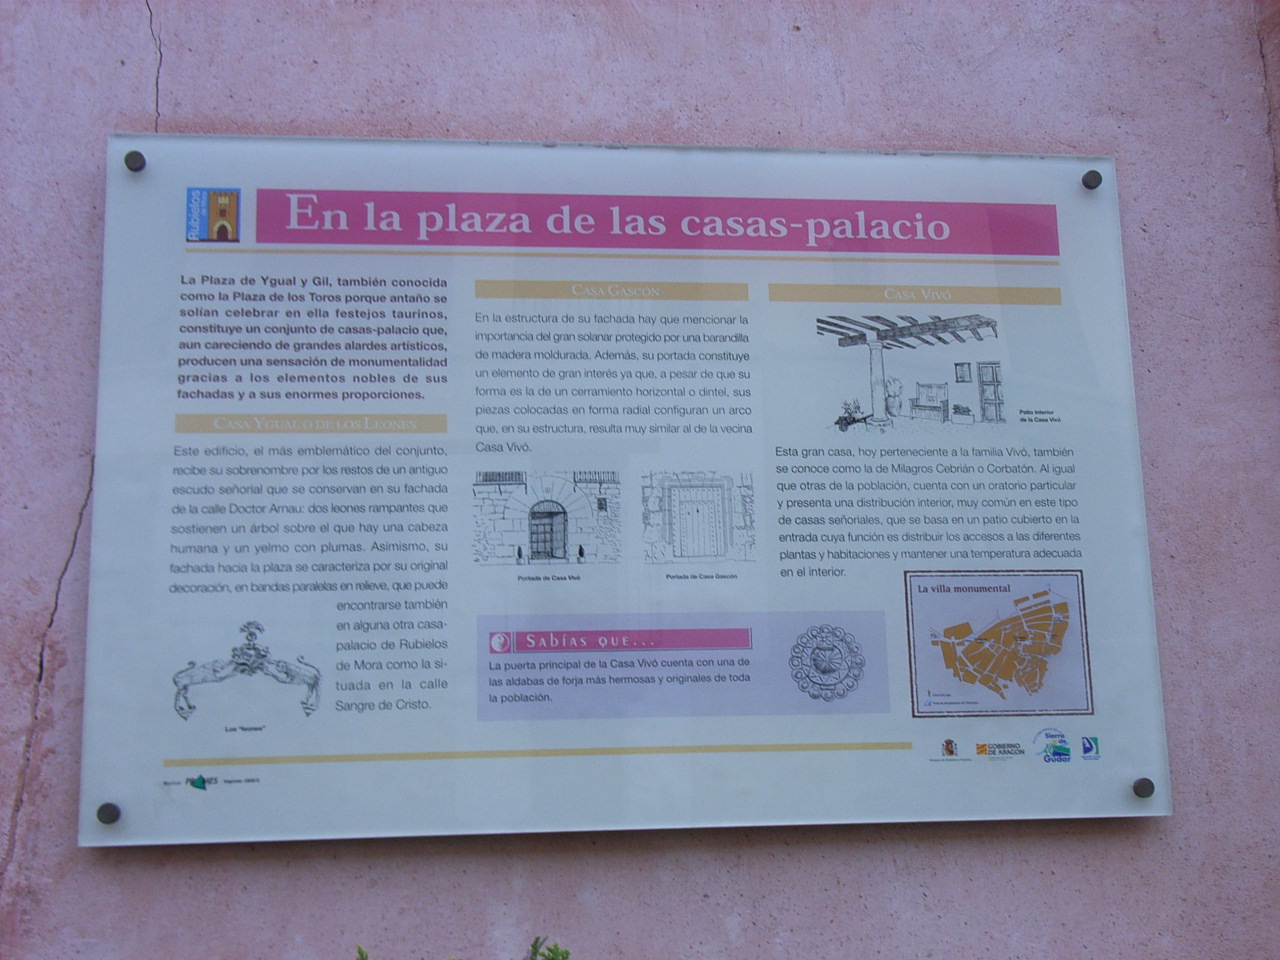 Rubielos
de Mora
En la plaza de las casas-palacio
La Plaza de Ygual y Gil, también conocida
como la Plaza de los Toros porque antaño se
solían celebrar en ella festejos taurinos,
constituye un conjunto de casas-palacio que,
aun careciendo de grandes alardes artísticos,
producen una sensación de monumentalidad
gracias a los elementos nobles de sus
fachadas y a sus enormes proporciones.
CASA YGUAL O DE LOS LEONES
Este edificio, el más emblemático del conjunto,
recibe su sobrenombre por los restos de un antiguo
escudo señorial que se conservan en su fachada
de la calle Doctor Arnau: dos leones rampantes que
sostienen un árbol sobre el que hay una cabeza
humana y un yelmo con plumas. Asimismo, su
fachada hacia la plaza se caracteriza por su original
decoración, en bandas paralelas en relieve, que puede
encontrarse también
en alguna otra casa-
palacio de Rubielos
de Mora como la si-
tuada en la calle
Sangre de Cristo.
Los "leones"
CASA GASCÓN
En la estructura de su fachada hay que mencionar la
importancia del gran solanar protegido por una barandilla
de madera moldurada. Además, su portada constituye
un elemento de gran interés ya que, a pesar de que su
forma es la de un cerramiento horizontal o dintel, sus
piezas colocadas en forma radial configuran un arco
que, en su estructura, resulta muy similar al de la vecina
Casa Vivó.
Portada de Casa Vivó
Portada de Casa Gascón
SABÍAS QUE...
La puerta principal de la Casa Vivó cuenta con una de
las aldabas de forja más hermosas y originales de toda
la población.
CASA VIVÓ
Patio interior
de la Casa Vivó
Esta gran casa, hoy perteneciente a la familia Vivó, también
se conoce como la de Milagros Cebrián o Corbatón. Al igual
que otras de la población, cuenta con un oratorio particular
y presenta una distribución interior, muy común en este tipo
de casas señoriales, que se basa en un patio cubierto en la
entrada cuya función es distribuir los accesos a las diferentes
plantas y habitaciones y mantener una temperatura adecuada
en el interior.
La villa monumental
GOBIERNO
DE ARAGON
Sierra
de
Gúdar
PRAMES